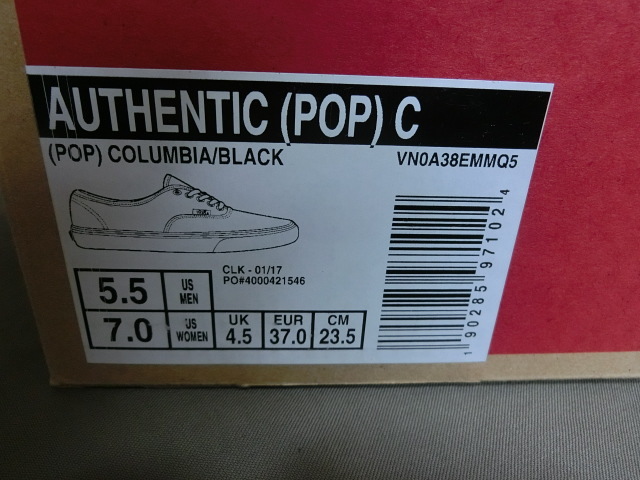 AUTHENTIC (POP) C
(POP) COLUMBIA/BLACK
VN0A38EMMQ5
CLK - 01/17
PO#4000421546
5.5 US MEN
7.0 US WOMEN
UK 4.5
EUR 37.0
CM 23.5
1 90285 97102 4